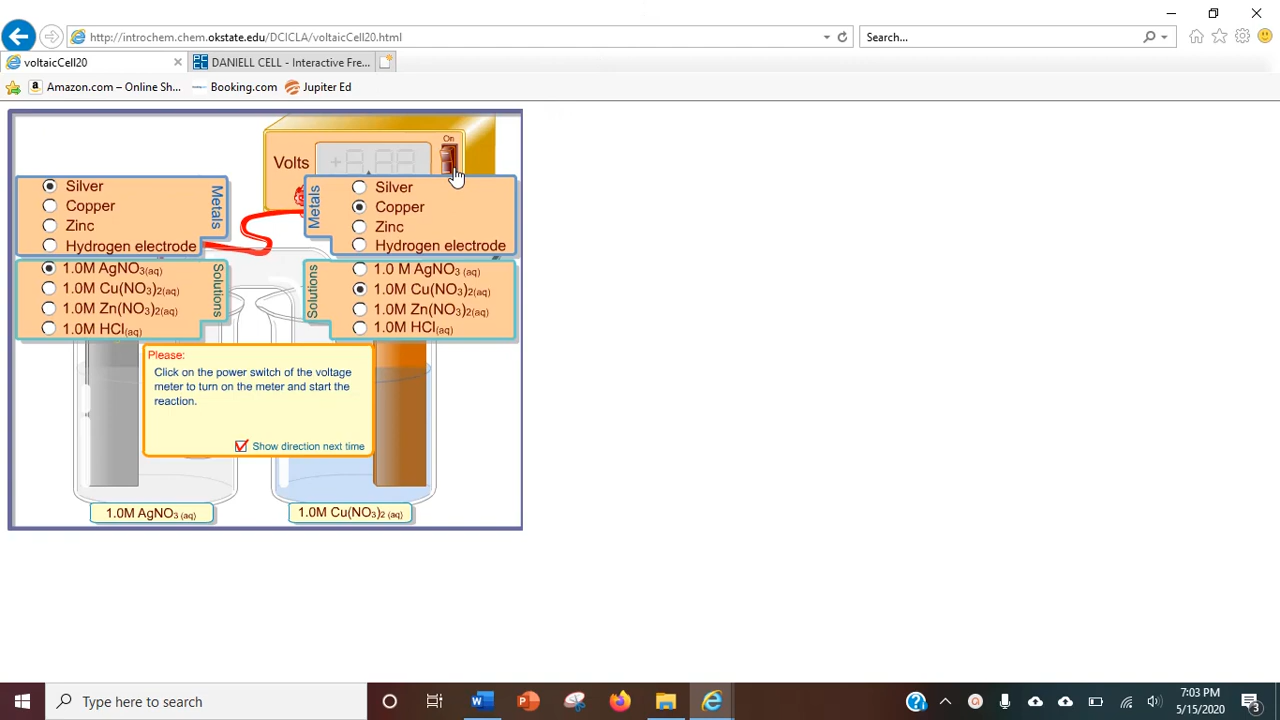 http://introchem.chem.okstate.edu/DCICLA/voltaicCell20.html
Search...
voltaicCell20
DANIELL CELL - Interactive Fre...
Amazon.com – Online Sh...
Booking.com
Jupiter Ed
On
Volts
Silver
Copper
Zinc
Hydrogen electrode
Metals
Metals
Silver
Copper
Zinc
Hydrogen electrode
1.0M AgNO3(aq)
1.0M Cu(NO3)2(aq)
1.0M Zn(NO3)2(aq)
1.0M HCl(aq)
Solutions
Solutions
1.0 M AgNO3 (aq)
1.0M Cu(NO3)2(aq)
1.0M Zn(NO3)2(aq)
1.0M HCl(aq)
Please:
Click on the power switch of the voltage
meter to turn on the meter and start the
reaction.
Show direction next time
1.0M AgNO3 (aq)
1.0M Cu(NO3)2 (aq)
Type here to search
7:03 PM
5/15/2020
3